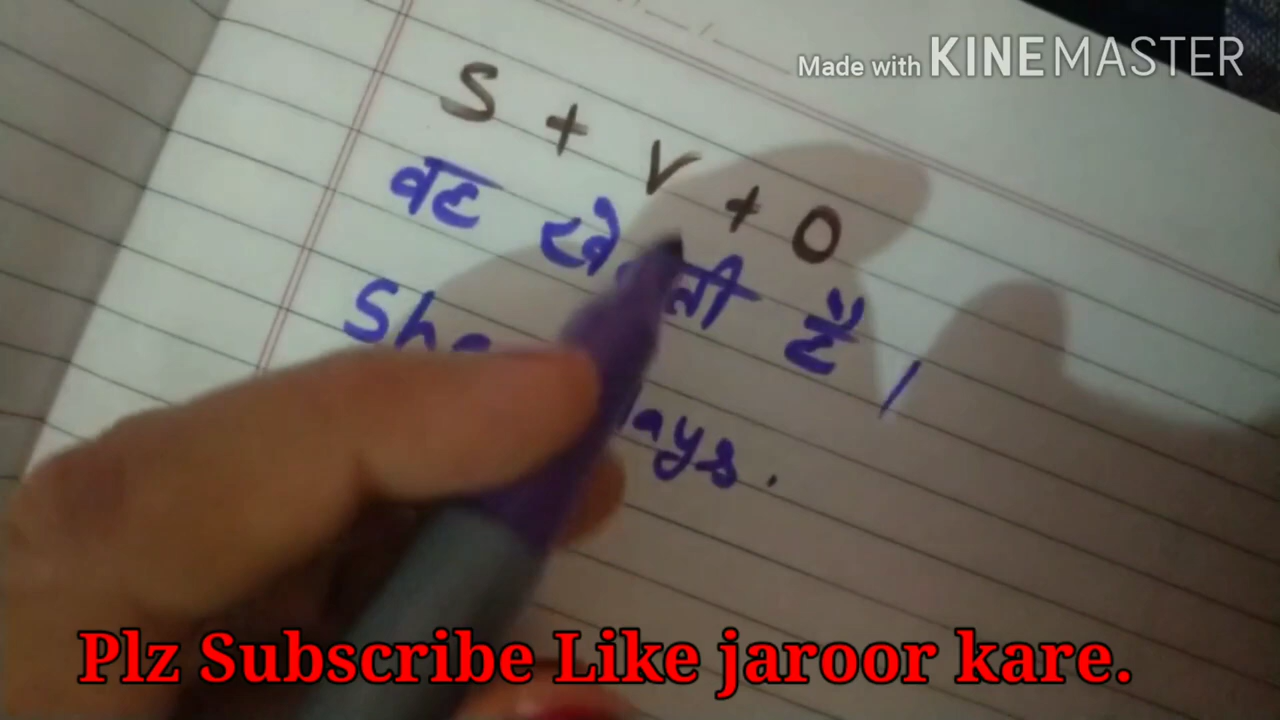 Made with KINEMASTER
S + V + O
वह है।
She
Plz Subscribe Like jaroor kare.